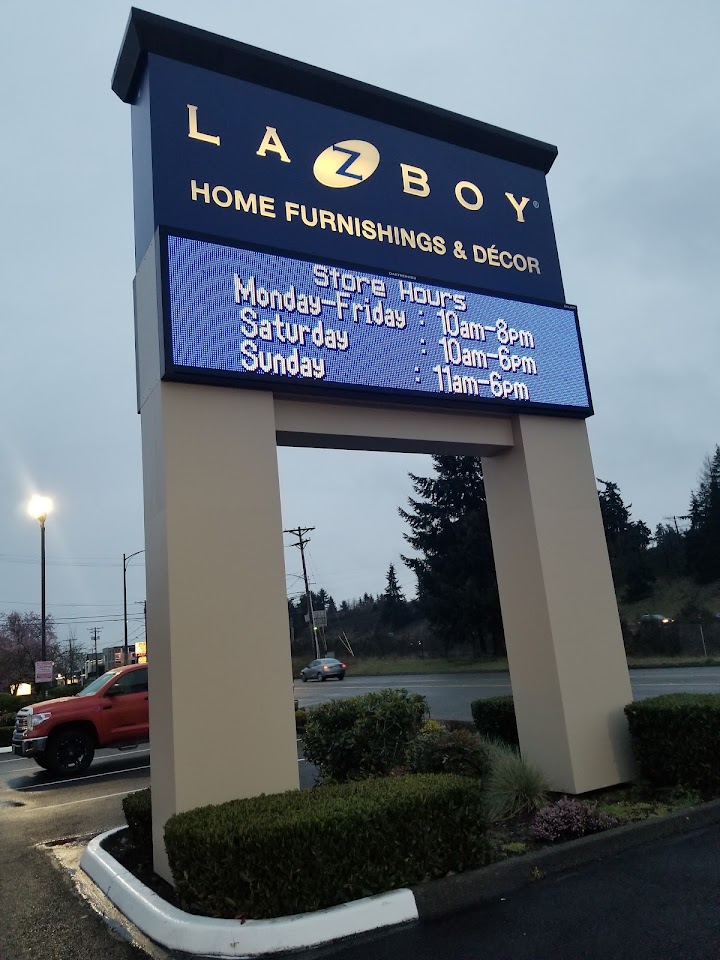 LAZBOY®
HOME FURNISHINGS & DÉCOR
Store Hours
Monday-Friday : 10am-8pm
Saturday : 10am-6pm
Sunday : 11am-6pm